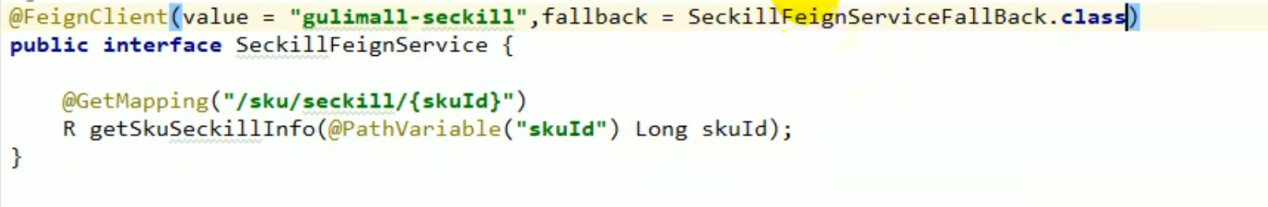 @FeignClient(value = "gulimall-seckill",fallback = SeckillFeignServiceFallBack.class)
public interface SeckillFeignService {
@GetMapping("/sku/seckill/{skuId}")
R getSkuSeckillInfo(@PathVariable("skuId") Long skuId);
}